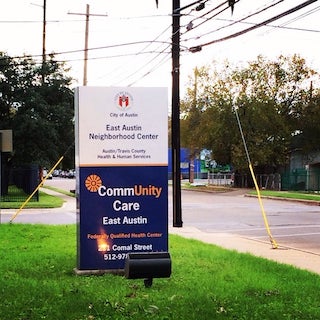 City of Austin
East Austin
Neighborhood Center
Austin/Travis County
Health & Human Services
CommUnity
Care
East Austin
Federally Qualified Health Center
Comal Street